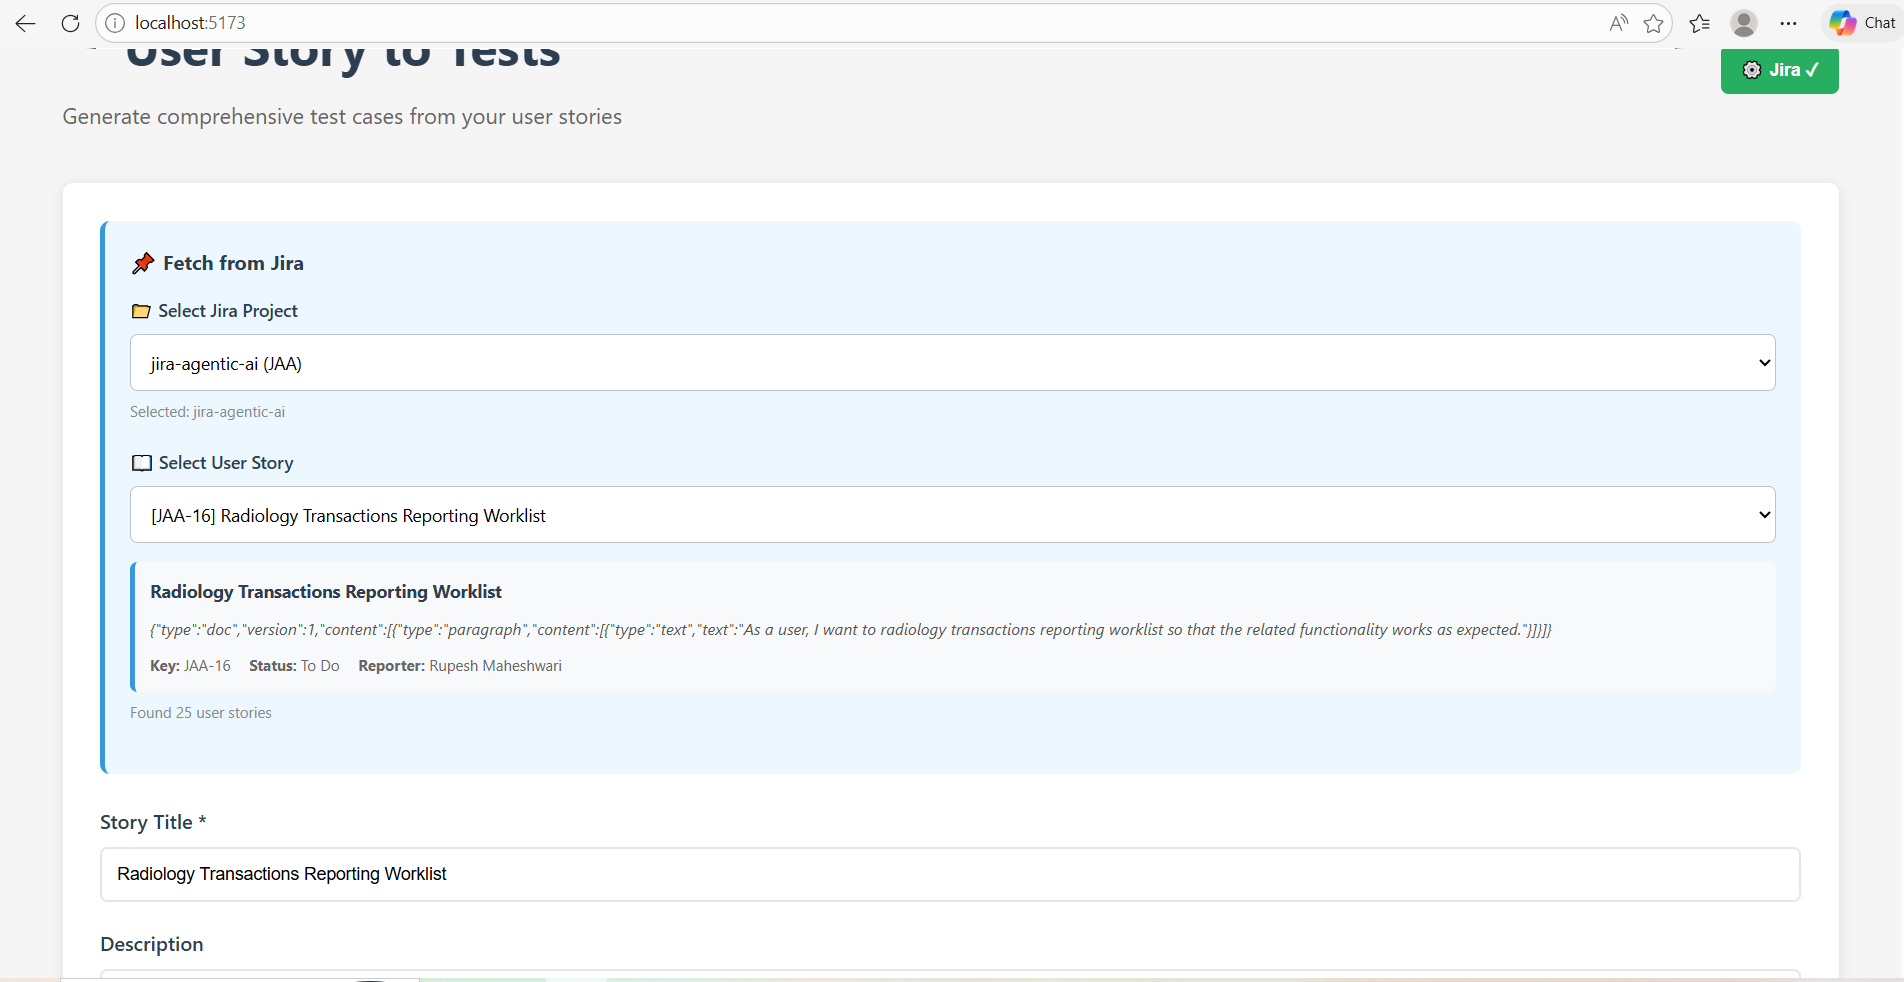 localhost:5173
Chat
User Story to Tests
Jira ✓
Generate comprehensive test cases from your user stories
Fetch from Jira
Select Jira Project
jira-agentic-ai (JAA)
Selected: jira-agentic-ai
Select User Story
[JAA-16] Radiology Transactions Reporting Worklist
Radiology Transactions Reporting Worklist
{"type":"doc","version":1,"content":[{"type":"paragraph","content":[{"type":"text","text":"As a user, I want to radiology transactions reporting worklist so that the related functionality works as expected."}]}]}
Key: JAA-16 Status: To Do Reporter: Rupesh Maheshwari
Found 25 user stories
Story Title *
Radiology Transactions Reporting Worklist
Description